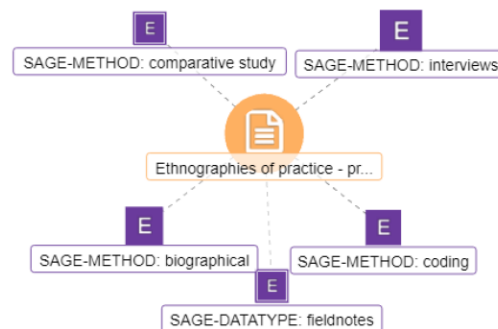 E
SAGE-METHOD: comparative study
E
SAGE-METHOD: interviews
Ethnographies of practice - pr...
E
SAGE-METHOD: biographical
E
SAGE-METHOD: coding
E
SAGE-DATATYPE: fieldnotes